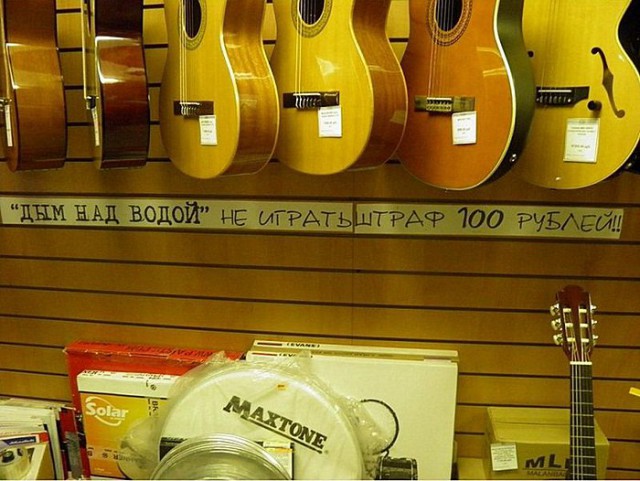 "ДЫМ НАД ВОДОЙ" НЕ ИГРАТЬ ШТРАФ 100 РУБЛЕЙ!!
EVANS
Solar
MAXTONE